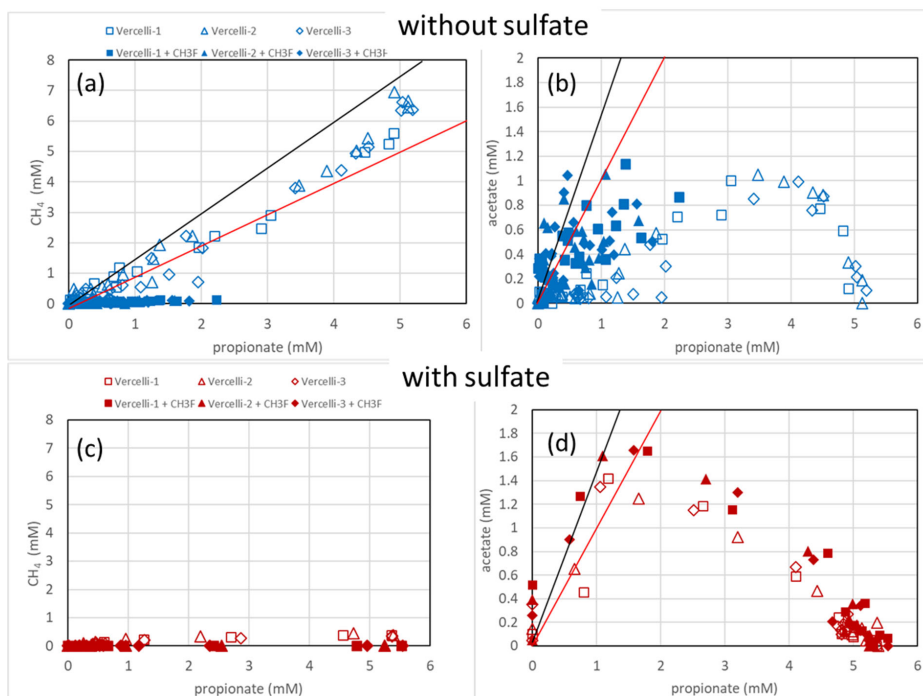 without sulfate
Vercelli-1 Vercelli-2 Vercelli-3
Vercelli-1 + CH3F Vercelli-2 + CH3F Vercelli-3 + CH3F
(a)
CH₄ (mM)
8
7
6
5
4
3
2
1
0
0 1 2 3 4 5 6
propionate (mM)
(b)
acetate (mM)
2
1.8
1.6
1.4
1.2
1
0.8
0.6
0.4
0.2
0
0 1 2 3 4 5 6
propionate (mM)
with sulfate
Vercelli-1 Vercelli-2 Vercelli-3
Vercelli-1 + CH3F Vercelli-2 + CH3F Vercelli-3 + CH3F
(c)
CH₄ (mM)
8
7
6
5
4
3
2
1
0
0 1 2 3 4 5 6
propionate (mM)
(d)
acetate (mM)
2
1.8
1.6
1.4
1.2
1
0.8
0.6
0.4
0.2
0
0 1 2 3 4 5 6
propionate (mM)